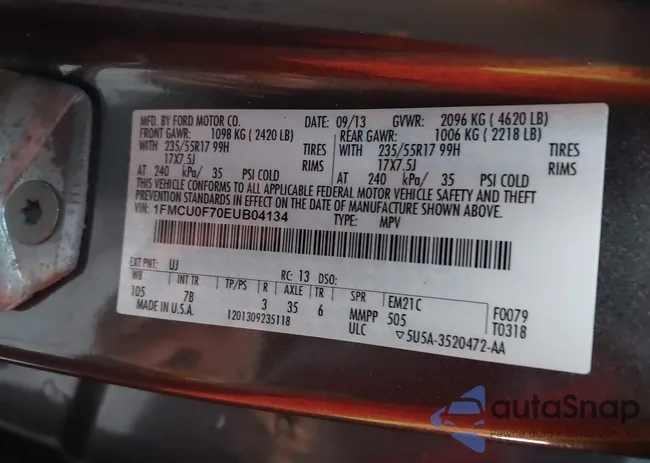 MFD. BY FORD MOTOR CO. DATE: 09/13 GVWR: 2096 KG ( 4620 LB)
FRONT GAWR: 1098 KG ( 2420 LB) REAR GAWR: 1006 KG ( 2218 LB)
WITH 235/55R17 99H TIRES WITH 235/55R17 99H TIRES
17X7.5J RIMS 17X7.5J RIMS
AT 240 kPa/ 35 PSI COLD AT 240 kPa/ 35 PSI COLD
THIS VEHICLE CONFORMS TO ALL APPLICABLE FEDERAL MOTOR VEHICLE SAFETY AND THEFT
PREVENTION STANDARDS IN EFFECT ON THE DATE OF MANUFACTURE SHOWN ABOVE.
1FMCU0F70EUB04134 TYPE: MPV
EXT PNT: UJ RC: 13 DSO:
WB INT TR TP/PS R AXLE TR SPR EM21C F0079
105 7B 3 35 6 MMPP 505 T0318
MADE IN U.S.A. 1201309235118 ULC ▽5U5A-3520472-AA
autoSnap